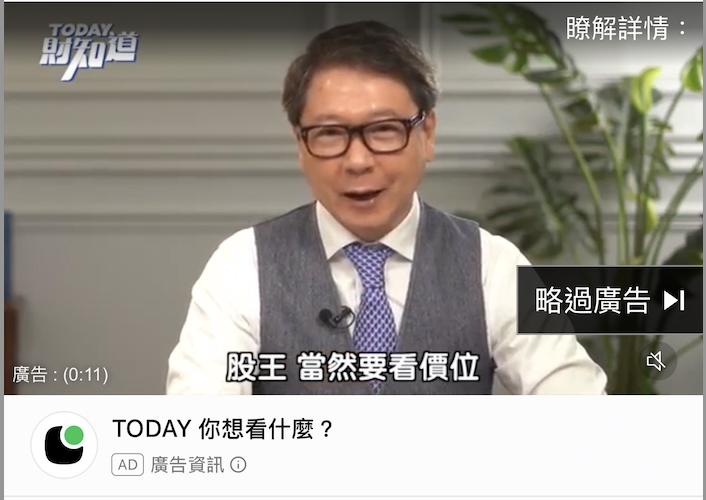 TODAY
財知道
瞭解詳情：
略過廣告
廣告 : (0:11)
股王 當然要看價位
TODAY 你想看什麼？
AD 廣告資訊